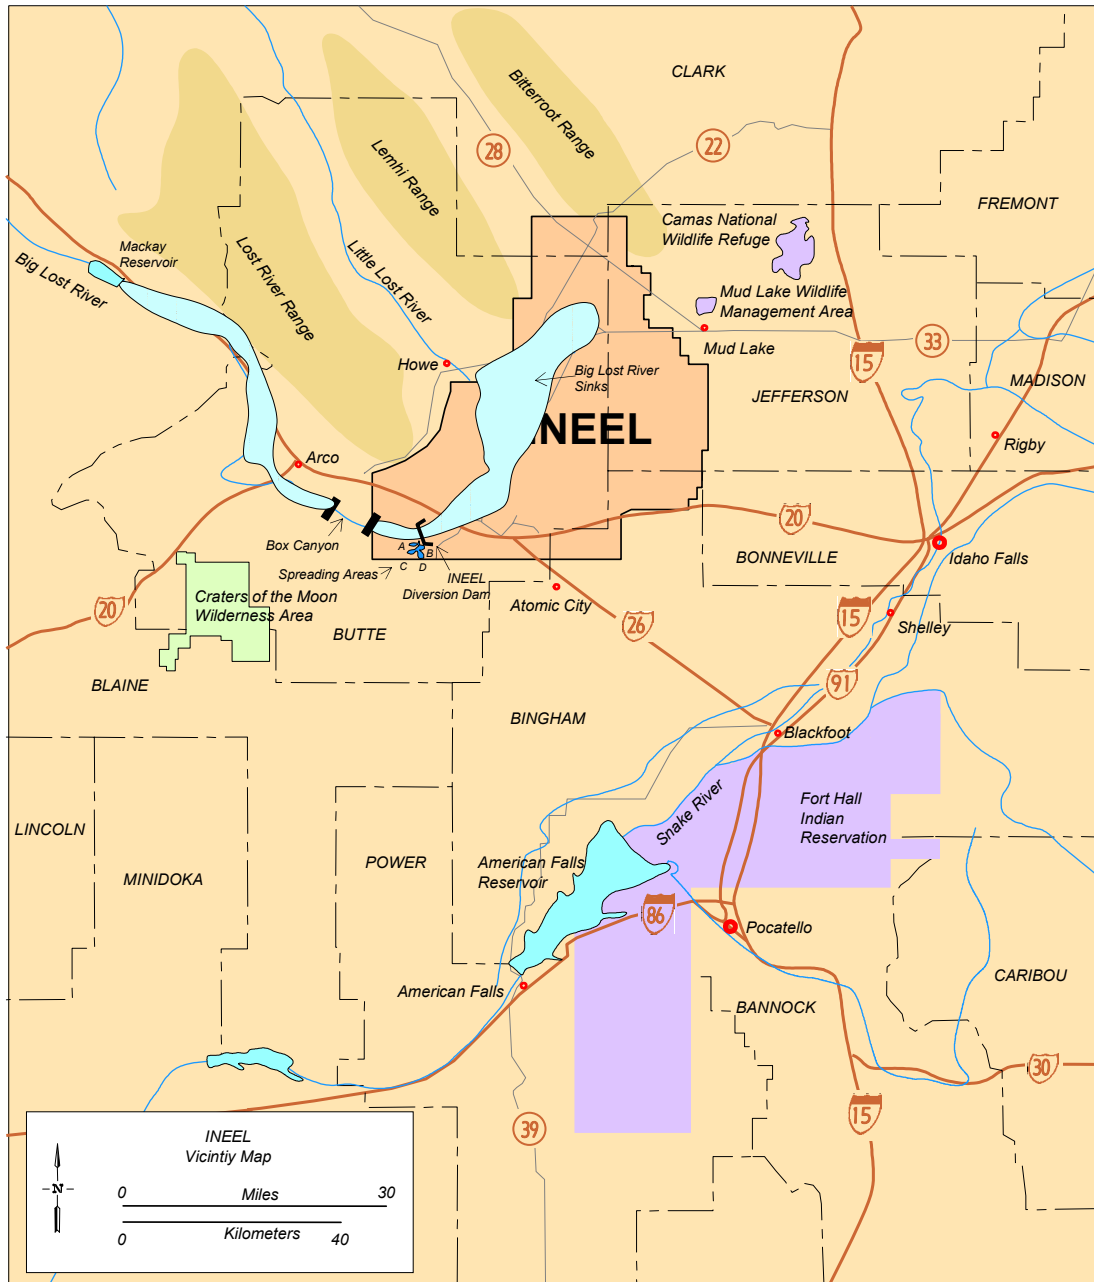 CLARK
Bitterroot Range
28
22
Lemhi Range
FREMONT
Camas National
Wildlife Refuge
Mackay
Reservoir
Big Lost River
Lost River Range
Little Lost River
Mud Lake Wildlife
Management Area
Mud Lake
33
15
Howe
Big Lost River
Sinks
MADISON
JEFFERSON
INEEL
Rigby
Arco
20
Box Canyon
BONNEVILLE
Idaho Falls
A
B
C
D
Spreading Areas
INEEL
Diversion Dam
Craters of the Moon
Wilderness Area
20
Atomic City
15
Shelley
26
BUTTE
BLAINE
91
BINGHAM
Blackfoot
Snake River
Fort Hall
Indian
Reservation
LINCOLN
MINIDOKA
POWER
American Falls
Reservoir
86
Pocatello
American Falls
BANNOCK
CARIBOU
30
15
39
INEEL
Vicintiy Map
N
0
Miles
30
Kilometers
0
40